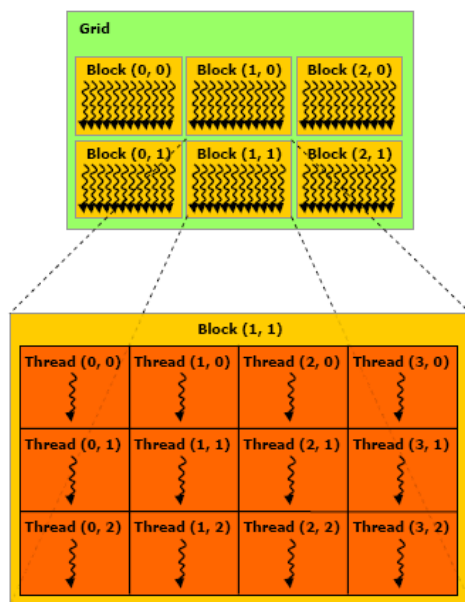 Grid
Block (0, 0) Block (1, 0) Block (2, 0)
Block (0, 1) Block (1, 1) Block (2, 1)
Block (1, 1)
Thread (0, 0) Thread (1, 0) Thread (2, 0) Thread (3, 0)
Thread (0, 1) Thread (1, 1) Thread (2, 1) Thread (3, 1)
Thread (0, 2) Thread (1, 2) Thread (2, 2) Thread (3, 2)